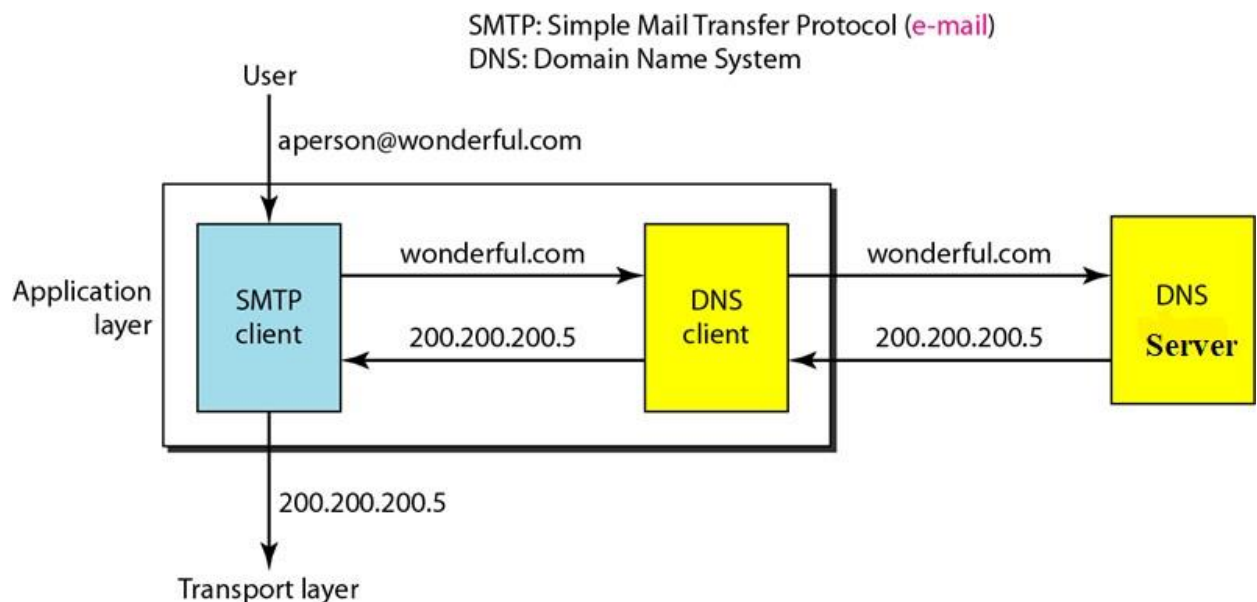 SMTP: Simple Mail Transfer Protocol (e-mail)
DNS: Domain Name System
User
aperson@wonderful.com
Application
layer
SMTP
client
wonderful.com
200.200.200.5
DNS
client
wonderful.com
200.200.200.5
DNS
Server
200.200.200.5
Transport layer